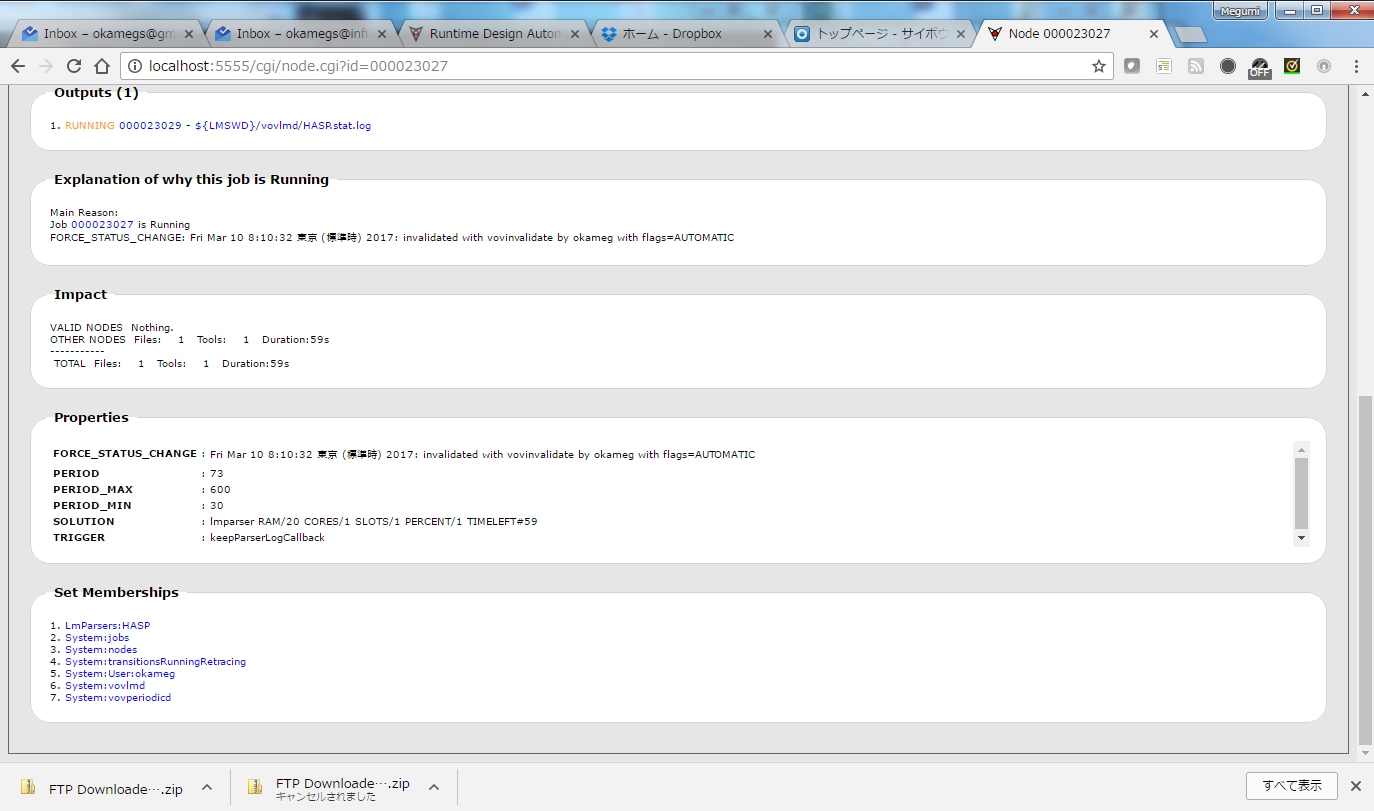 Megumi
Inbox – okamegs@gm
Inbox – okamegs@infi
Runtime Design Auton
ホーム - Dropbox
トップページ - サイボウ
Node 000023027
localhost:5555/cgi/node.cgi?id=000023027
OFF
Outputs (1)
1. RUNNING 000023029 - ${LMSWD}/vovlmd/HASP.stat.log
Explanation of why this job is Running
Main Reason:
Job 000023027 is Running
FORCE_STATUS_CHANGE: Fri Mar 10 8:10:32 東京 (標準時) 2017: invalidated with vovinvalidate by okameg with flags=AUTOMATIC
Impact
VALID NODES Nothing.
OTHER NODES Files: 1 Tools: 1 Duration:59s
-----------
TOTAL Files: 1 Tools: 1 Duration:59s
Properties
FORCE_STATUS_CHANGE : Fri Mar 10 8:10:32 東京 (標準時) 2017: invalidated with vovinvalidate by okameg with flags=AUTOMATIC
PERIOD : 73
PERIOD_MAX : 600
PERIOD_MIN : 30
SOLUTION : lmparser RAM/20 CORES/1 SLOTS/1 PERCENT/1 TIMELEFT#59
TRIGGER : keepParserLogCallback
Set Memberships
1. LmParsers:HASP
2. System:jobs
3. System:nodes
4. System:transitionsRunningRetracing
5. System:User:okameg
6. System:vovlmd
7. System:vovperiodicd
FTP Downloade….zip
FTP Downloade….zip
キャンセルされました
すべて表示